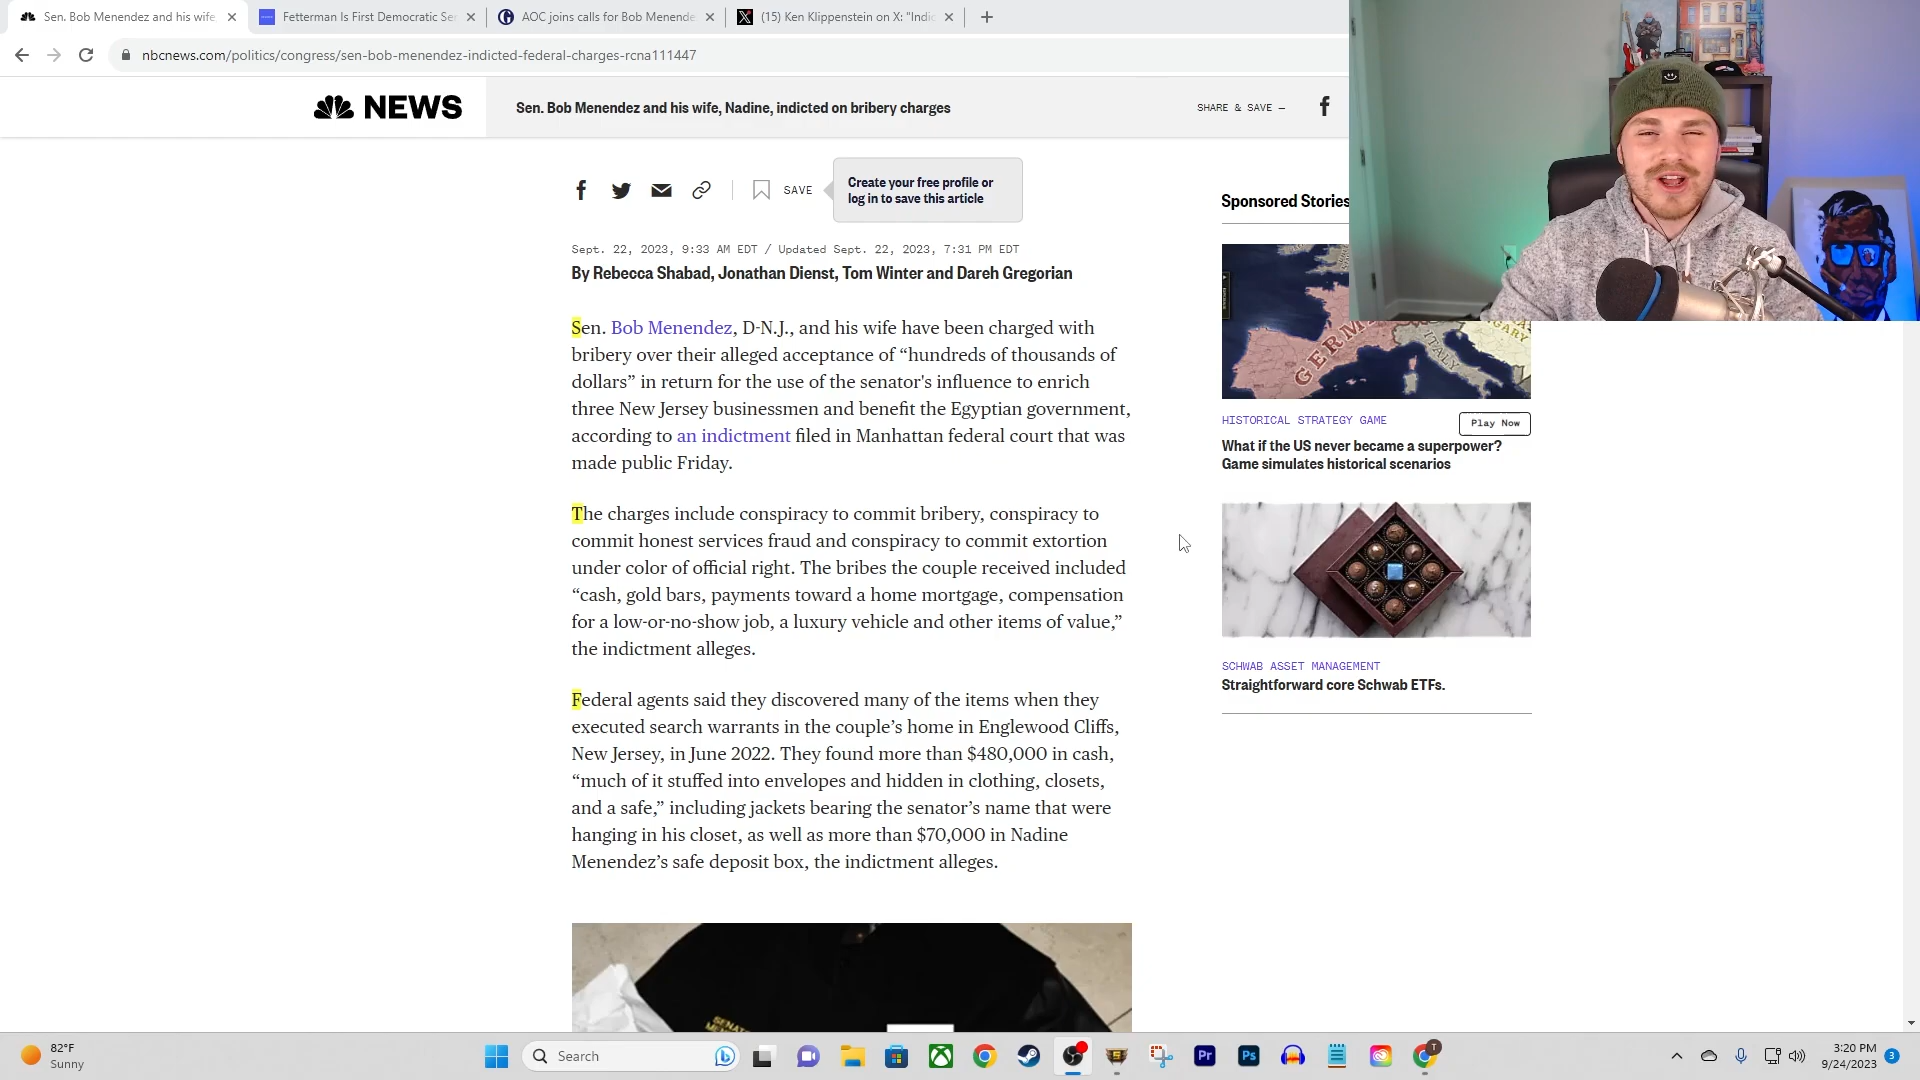 Sen. Bob Menendez and his wife,
Fetterman Is First Democratic Sen
AOC joins calls for Bob Menende
(15) Ken Klippenstein on X: "Indic
nbcnews.com/politics/congress/sen-bob-menendez-indicted-federal-charges-rcna111447
NEWS
Sen. Bob Menendez and his wife, Nadine, indicted on bribery charges
SHARE & SAVE —
SAVE
Create your free profile or
log in to save this article
Sept. 22, 2023, 9:33 AM EDT / Updated Sept. 22, 2023, 7:31 PM EDT
By Rebecca Shabad, Jonathan Dienst, Tom Winter and Dareh Gregorian
Sen. Bob Menendez, D-N.J., and his wife have been charged with
bribery over their alleged acceptance of “hundreds of thousands of
dollars” in return for the use of the senator's influence to enrich
three New Jersey businessmen and benefit the Egyptian government,
according to an indictment filed in Manhattan federal court that was
made public Friday.
The charges include conspiracy to commit bribery, conspiracy to
commit honest services fraud and conspiracy to commit extortion
under color of official right. The bribes the couple received included
“cash, gold bars, payments toward a home mortgage, compensation
for a low-or-no-show job, a luxury vehicle and other items of value,”
the indictment alleges.
Federal agents said they discovered many of the items when they
executed search warrants in the couple’s home in Englewood Cliffs,
New Jersey, in June 2022. They found more than $480,000 in cash,
“much of it stuffed into envelopes and hidden in clothing, closets,
and a safe,” including jackets bearing the senator’s name that were
hanging in his closet, as well as more than $70,000 in Nadine
Menendez’s safe deposit box, the indictment alleges.
Sponsored Stories
GERM
ITALY
GARY
HISTORICAL STRATEGY GAME
Play Now
What if the US never became a superpower?
Game simulates historical scenarios
SCHWAB ASSET MANAGEMENT
Straightforward core Schwab ETFs.
82°F
Sunny
Search
Pr
Ps
T
3:20 PM
9/24/2023
3